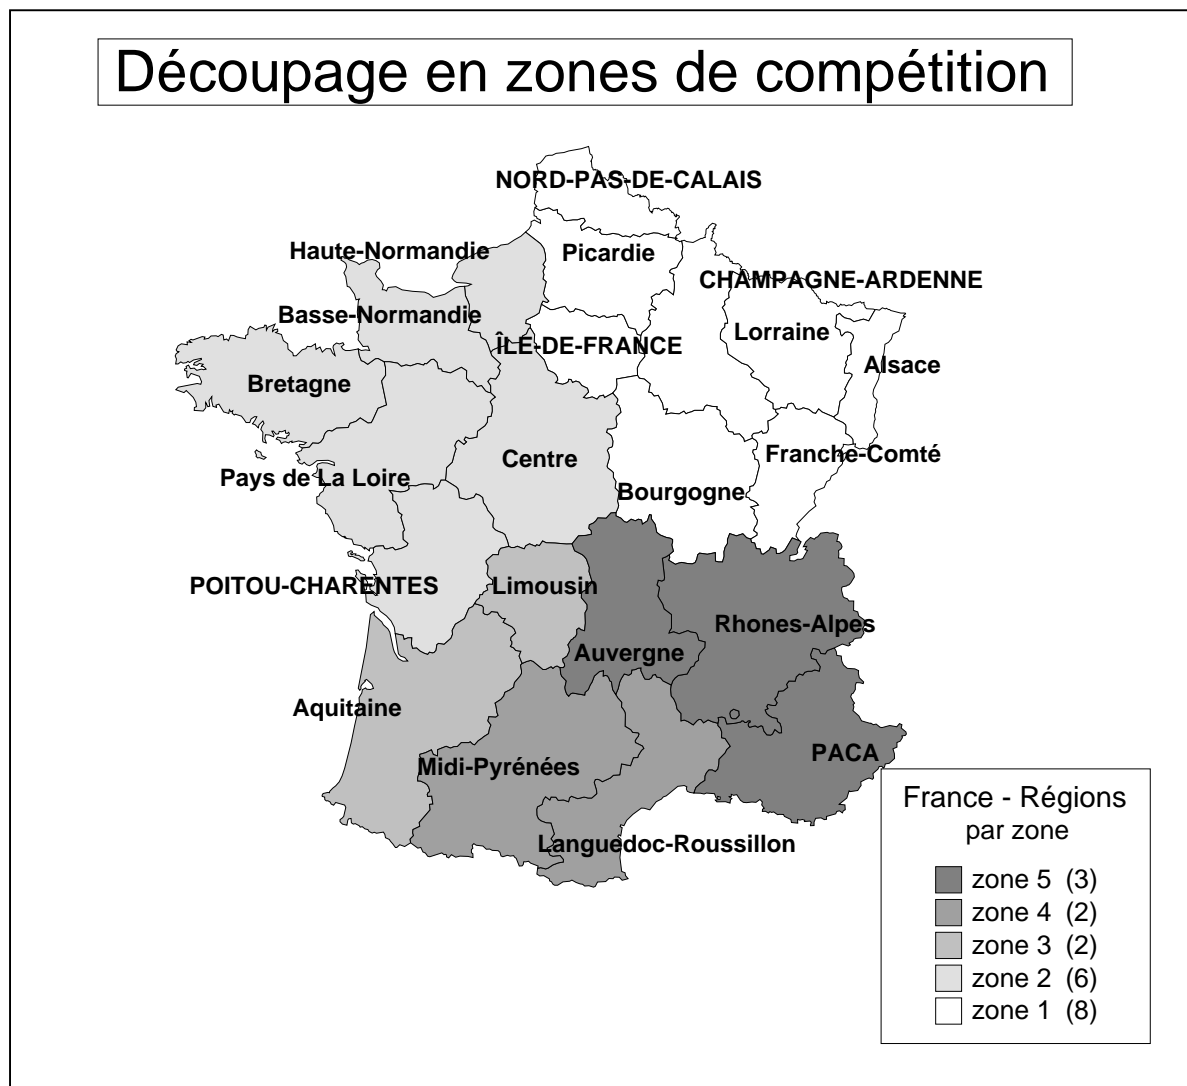 Découpage en zones de compétition
NORD-PAS-DE-CALAIS
Haute-Normandie
Picardie
CHAMPAGNE-ARDENNE
Basse-Normandie
Lorraine
ÎLE-DE-FRANCE
Alsace
Bretagne
Franche-Comté
Centre
Pays de La Loire
Bourgogne
POITOU-CHARENTES
Limousin
Rhones-Alpes
Auvergne
Aquitaine
PACA
Midi-Pyrénées
Languedoc-Roussillon
France - Régions
par zone
zone 5 (3)
zone 4 (2)
zone 3 (2)
zone 2 (6)
zone 1 (8)